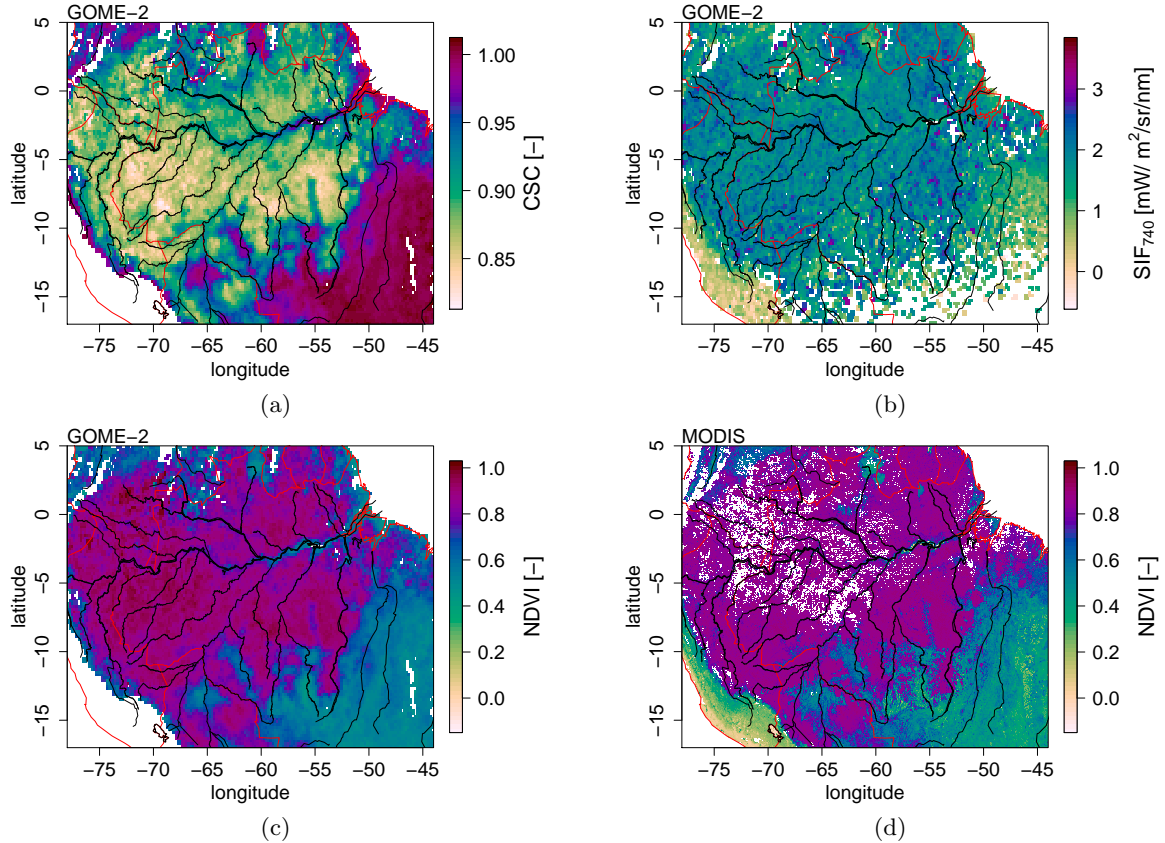 GOME−2
5
0
−5
−10
−15
latitude
−75 −70 −65 −60 −55 −50 −45
longitude
1.00
0.95
0.90
0.85
CSC [−]
(a)
GOME−2
5
0
−5
−10
−15
latitude
−75 −70 −65 −60 −55 −50 −45
longitude
3
2
1
0
SIF₇₄₀ [mW/ m²/sr/nm]
(b)
GOME−2
5
0
−5
−10
−15
latitude
−75 −70 −65 −60 −55 −50 −45
longitude
1.0
0.8
0.6
0.4
0.2
0.0
NDVI [−]
(c)
MODIS
5
0
−5
−10
−15
latitude
−75 −70 −65 −60 −55 −50 −45
longitude
1.0
0.8
0.6
0.4
0.2
0.0
NDVI [−]
(d)